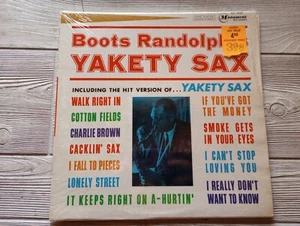 Monument
Boots Randolph
YAKETY SAX
INCLUDING THE HIT VERSION OF...YAKETY SAX
WALK RIGHT IN
COTTON FIELDS
CHARLIE BROWN
CACKLIN' SAX
I FALL TO PIECES
LONELY STREET
IT KEEPS RIGHT ON A-HURTIN'
IF YOU'VE GOT
THE MONEY
SMOKE GETS
IN YOUR EYES
I CAN'T STOP
LOVING YOU
I REALLY DON'T
WANT TO KNOW